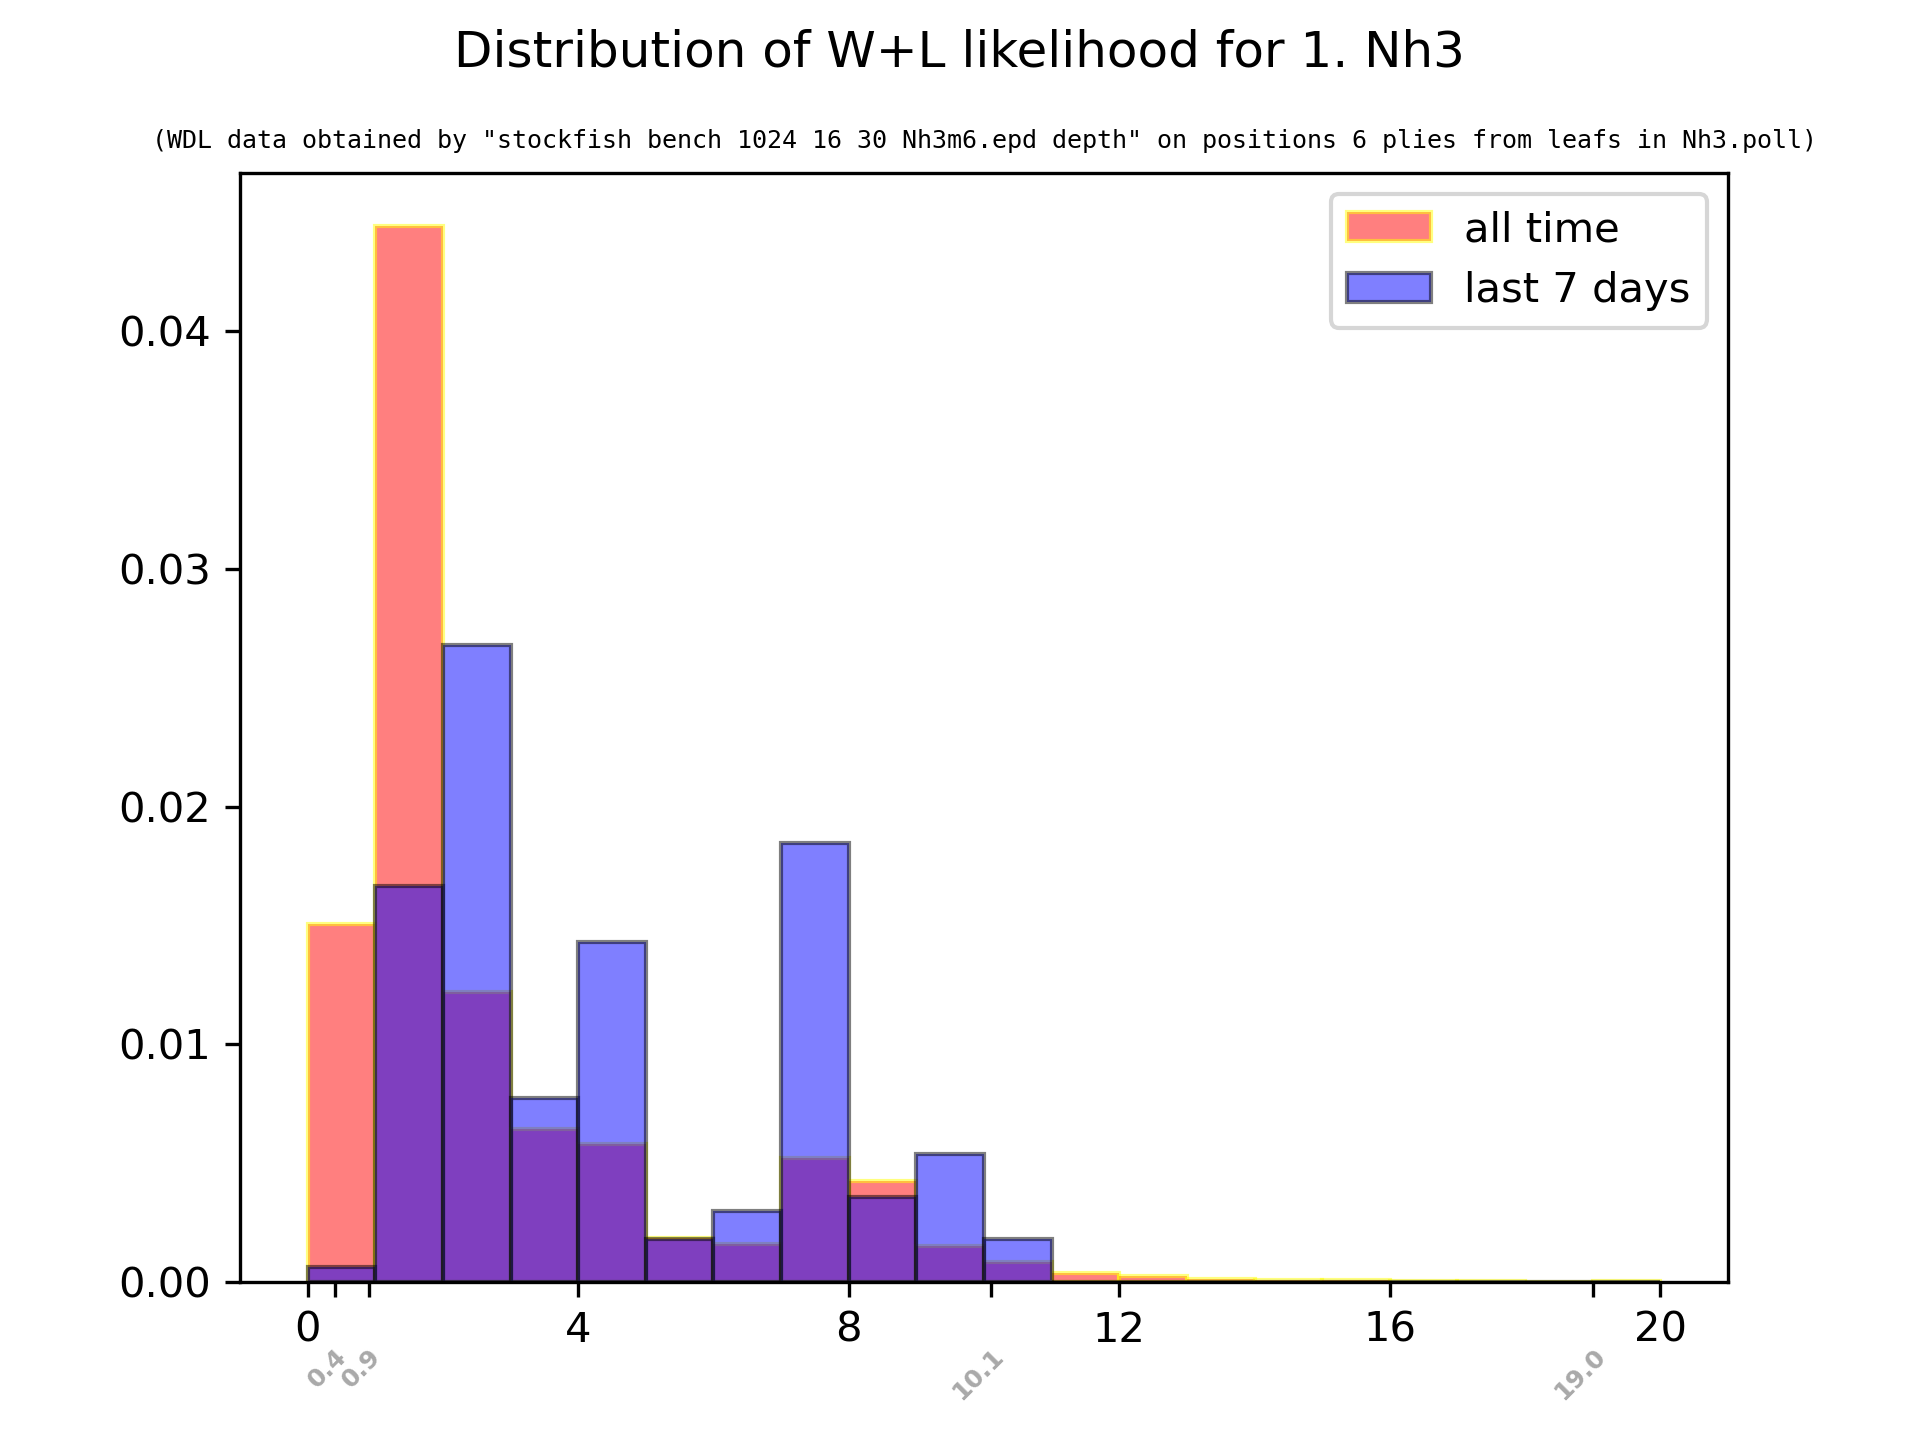 Distribution of W+L likelihood for 1. Nh3
(WDL data obtained by "stockfish bench 1024 16 30 Nh3m6.epd depth" on positions 6 plies from leafs in Nh3.poll)
all time
last 7 days
0.04
0.03
0.02
0.01
0.00
0 4 8 12 16 20
0.4 0.9 10.1 19.0